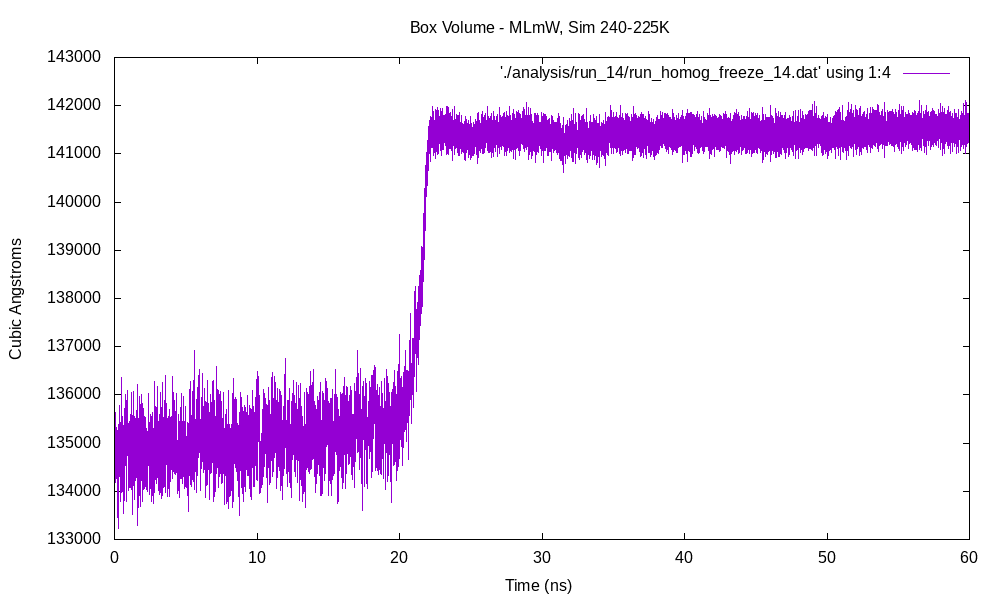 Box Volume - MLmW, Sim 240-225K
'./analysis/run_14/run_homog_freeze_14.dat' using 1:4
143000
142000
141000
140000
139000
138000
137000
136000
135000
134000
133000
Cubic Angstroms
0 10 20 30 40 50 60
Time (ns)